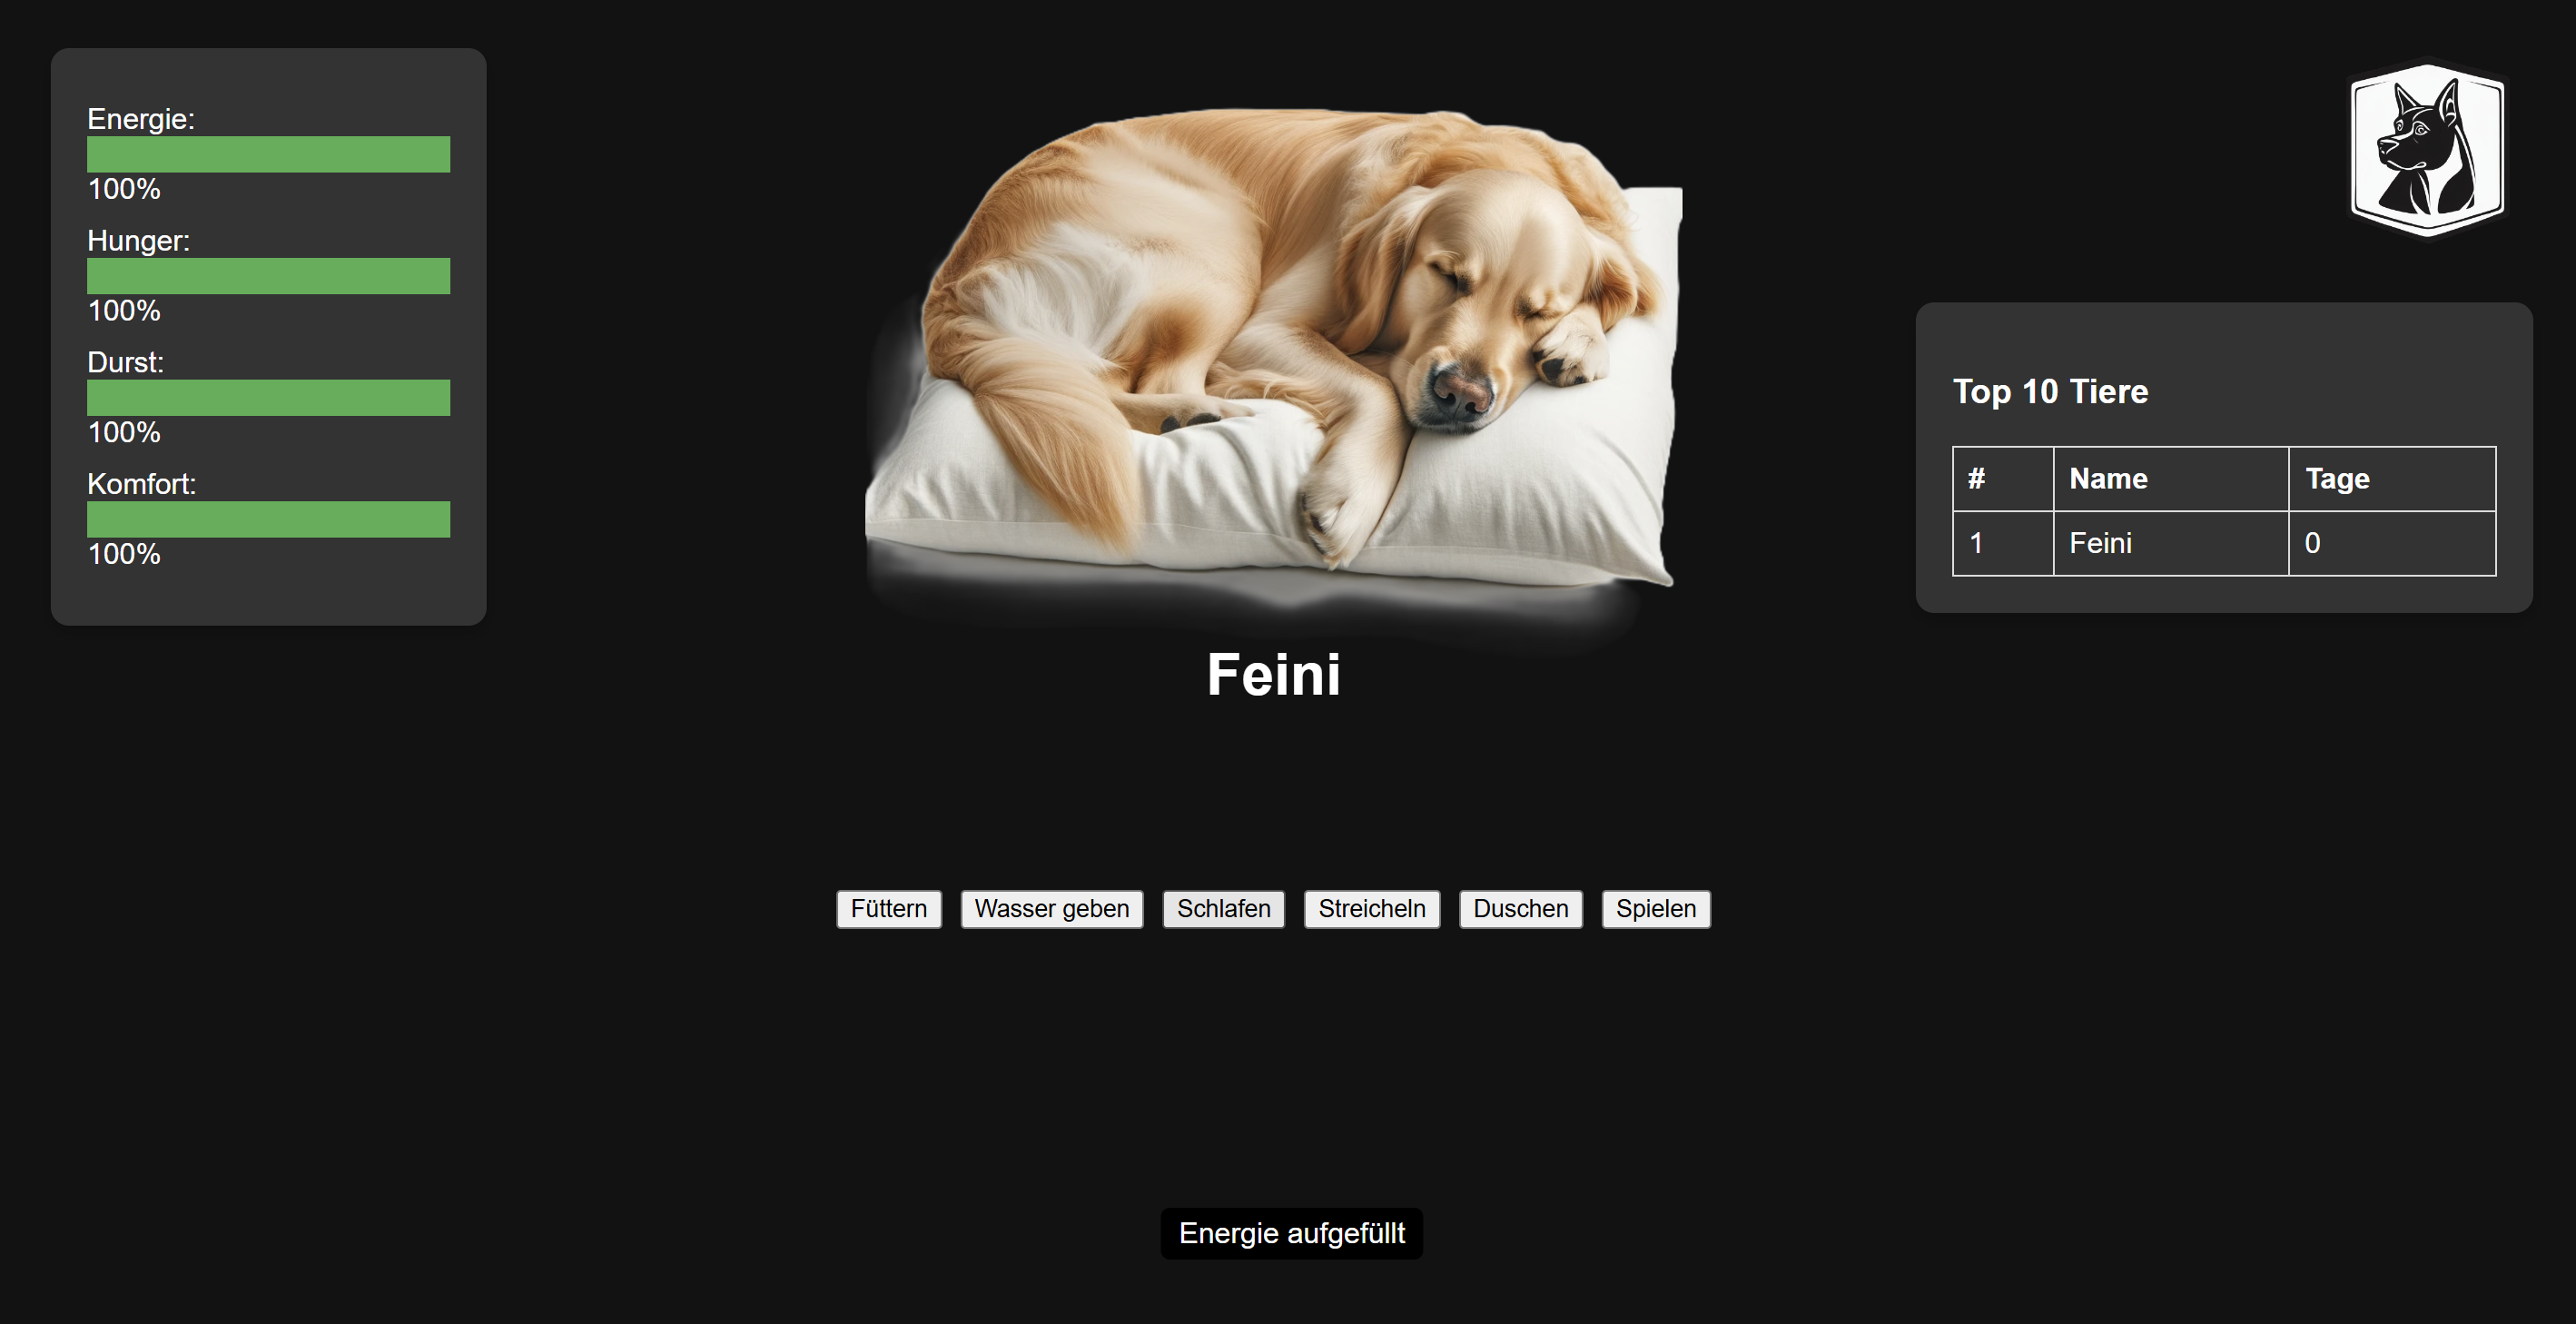 Energie:
100%
Hunger:
100%
Durst:
100%
Komfort:
100%
Feini
Füttern Wasser geben Schlafen Streicheln Duschen Spielen
Energie aufgefüllt
Top 10 Tiere
# Name Tage
1 Feini 0